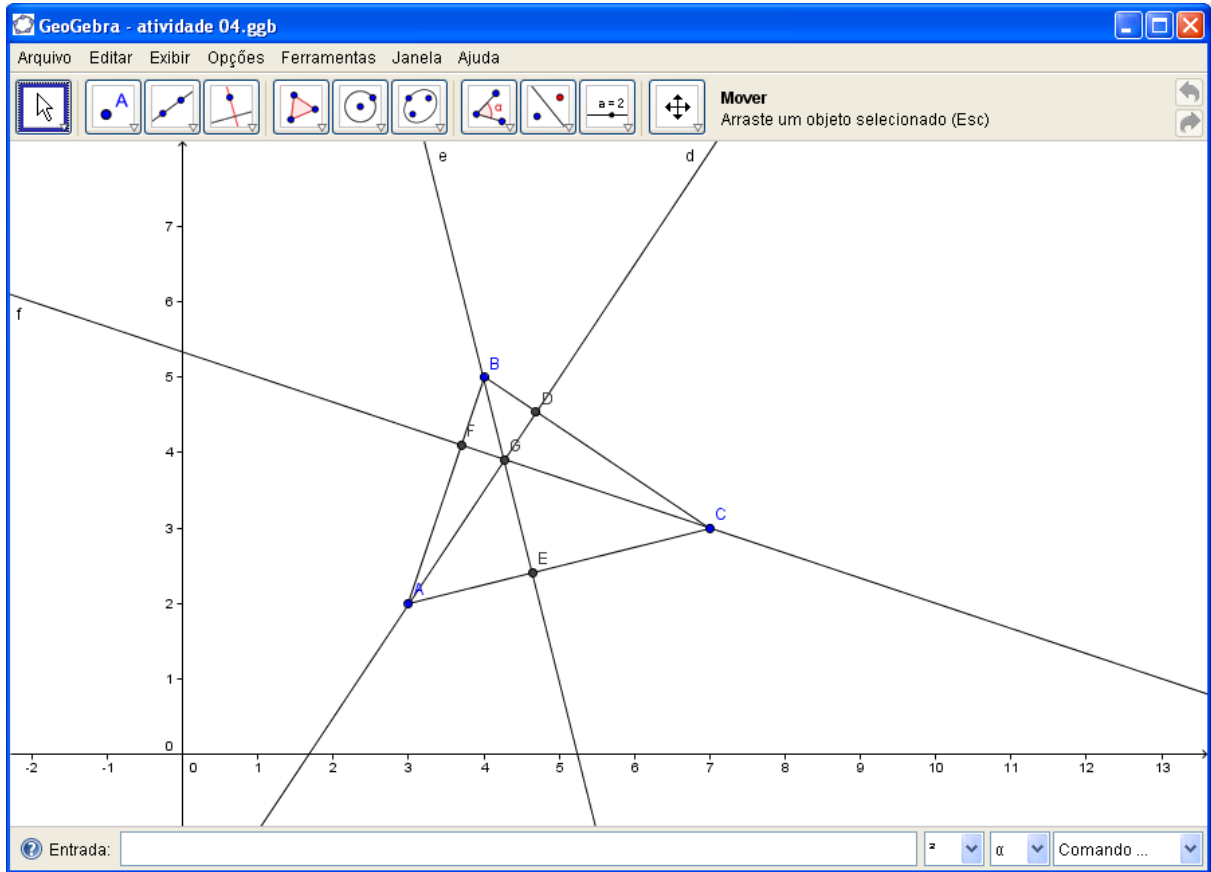 GeoGebra - atividade 04.ggb
Arquivo Editar Exibir Opções Ferramentas Janela Ajuda
A
α
a = 2
Mover
Arraste um objeto selecionado (Esc)
e
d
7
6
f
B
5
D
F
G
4
C
3
E
A
2
1
0
-2 -1 0 1 2 3 4 5 6 7 8 9 10 11 12 13
Entrada:
²
α
Comando ...